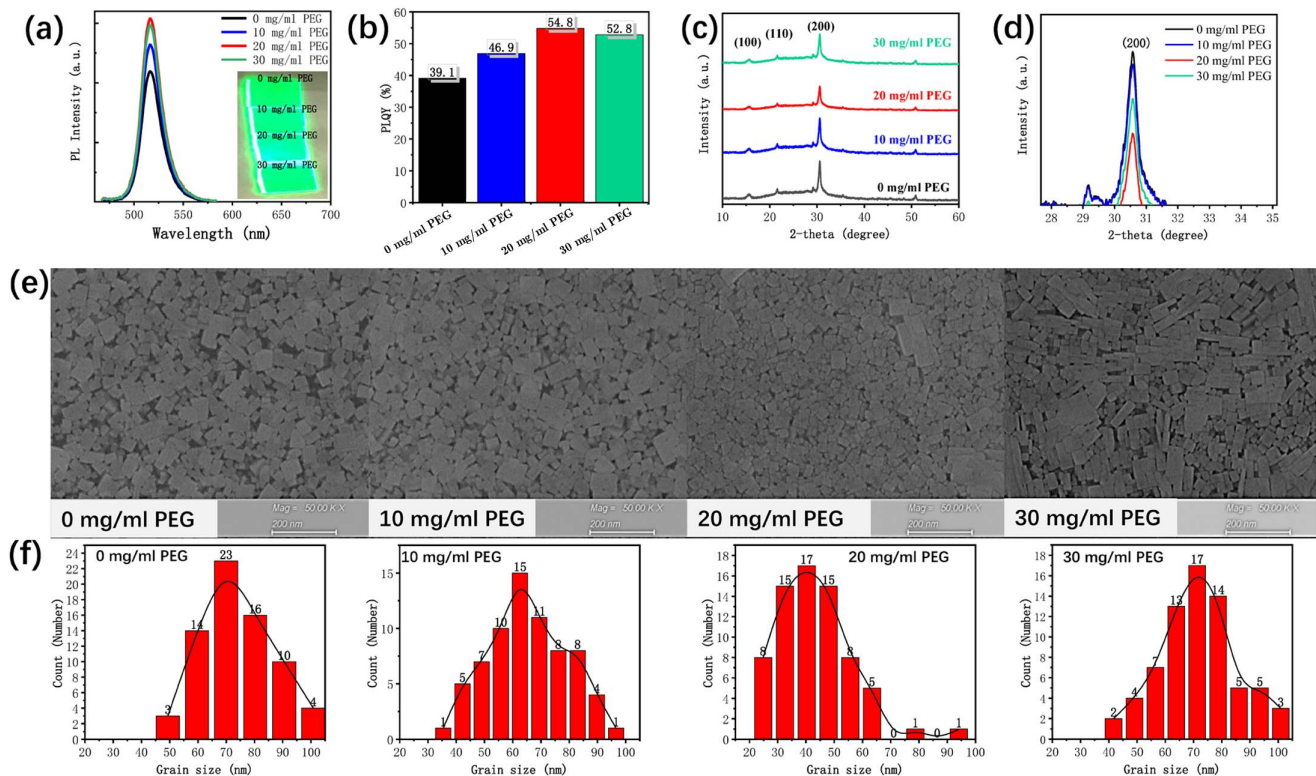 (a)
0 mg/ml PEG
10 mg/ml PEG
20 mg/ml PEG
30 mg/ml PEG
0 mg/ml PEG
10 mg/ml PEG
20 mg/ml PEG
30 mg/ml PEG
PL Intensity (a.u.)
450 500 550 600 650 700
Wavelength (nm)
(b)
60
55
50
45
40
35
30
25
20
15
10
5
0
PLQY (%)
39.1
46.9
54.8
52.8
0 mg/ml PEG
10 mg/ml PEG
20 mg/ml PEG
30 mg/ml PEG
(c)
(100)
(110)
(200)
30 mg/ml PEG
20 mg/ml PEG
10 mg/ml PEG
0 mg/ml PEG
Intensity (a.u.)
10 20 30 40 50 60
2-theta (degree)
(d)
(200)
0 mg/ml PEG
10 mg/ml PEG
20 mg/ml PEG
30 mg/ml PEG
Intensity (a.u.)
28 29 30 31 32 33 34 35
2-theta (degree)
(e)
0 mg/ml PEG
Mag = 50.00 K X
200 nm
10 mg/ml PEG
Mag = 50.00 K X
200 nm
20 mg/ml PEG
Mag = 50.00 K X
200 nm
30 mg/ml PEG
Mag = 50.00 K X
200 nm
(f)
0 mg/ml PEG
24
22
20
18
16
14
12
10
8
6
4
2
0
Count (Number)
3
14
23
16
10
4
20 30 40 50 60 70 80 90 100
Grain size (nm)
10 mg/ml PEG
15
10
5
0
Count (Number)
1
5
7
10
15
11
8
8
4
1
20 30 40 50 60 70 80 90 100
Grain size (nm)
20 mg/ml PEG
18
16
14
12
10
8
6
4
2
0
Count (Number)
8
15
17
15
8
5
0
1
0
1
20 30 40 50 60 70 80 90 100
Grain size (nm)
30 mg/ml PEG
18
16
14
12
10
8
6
4
2
0
Count (Number)
2
4
7
13
17
14
5
5
3
20 30 40 50 60 70 80 90 100
Grain size (nm)